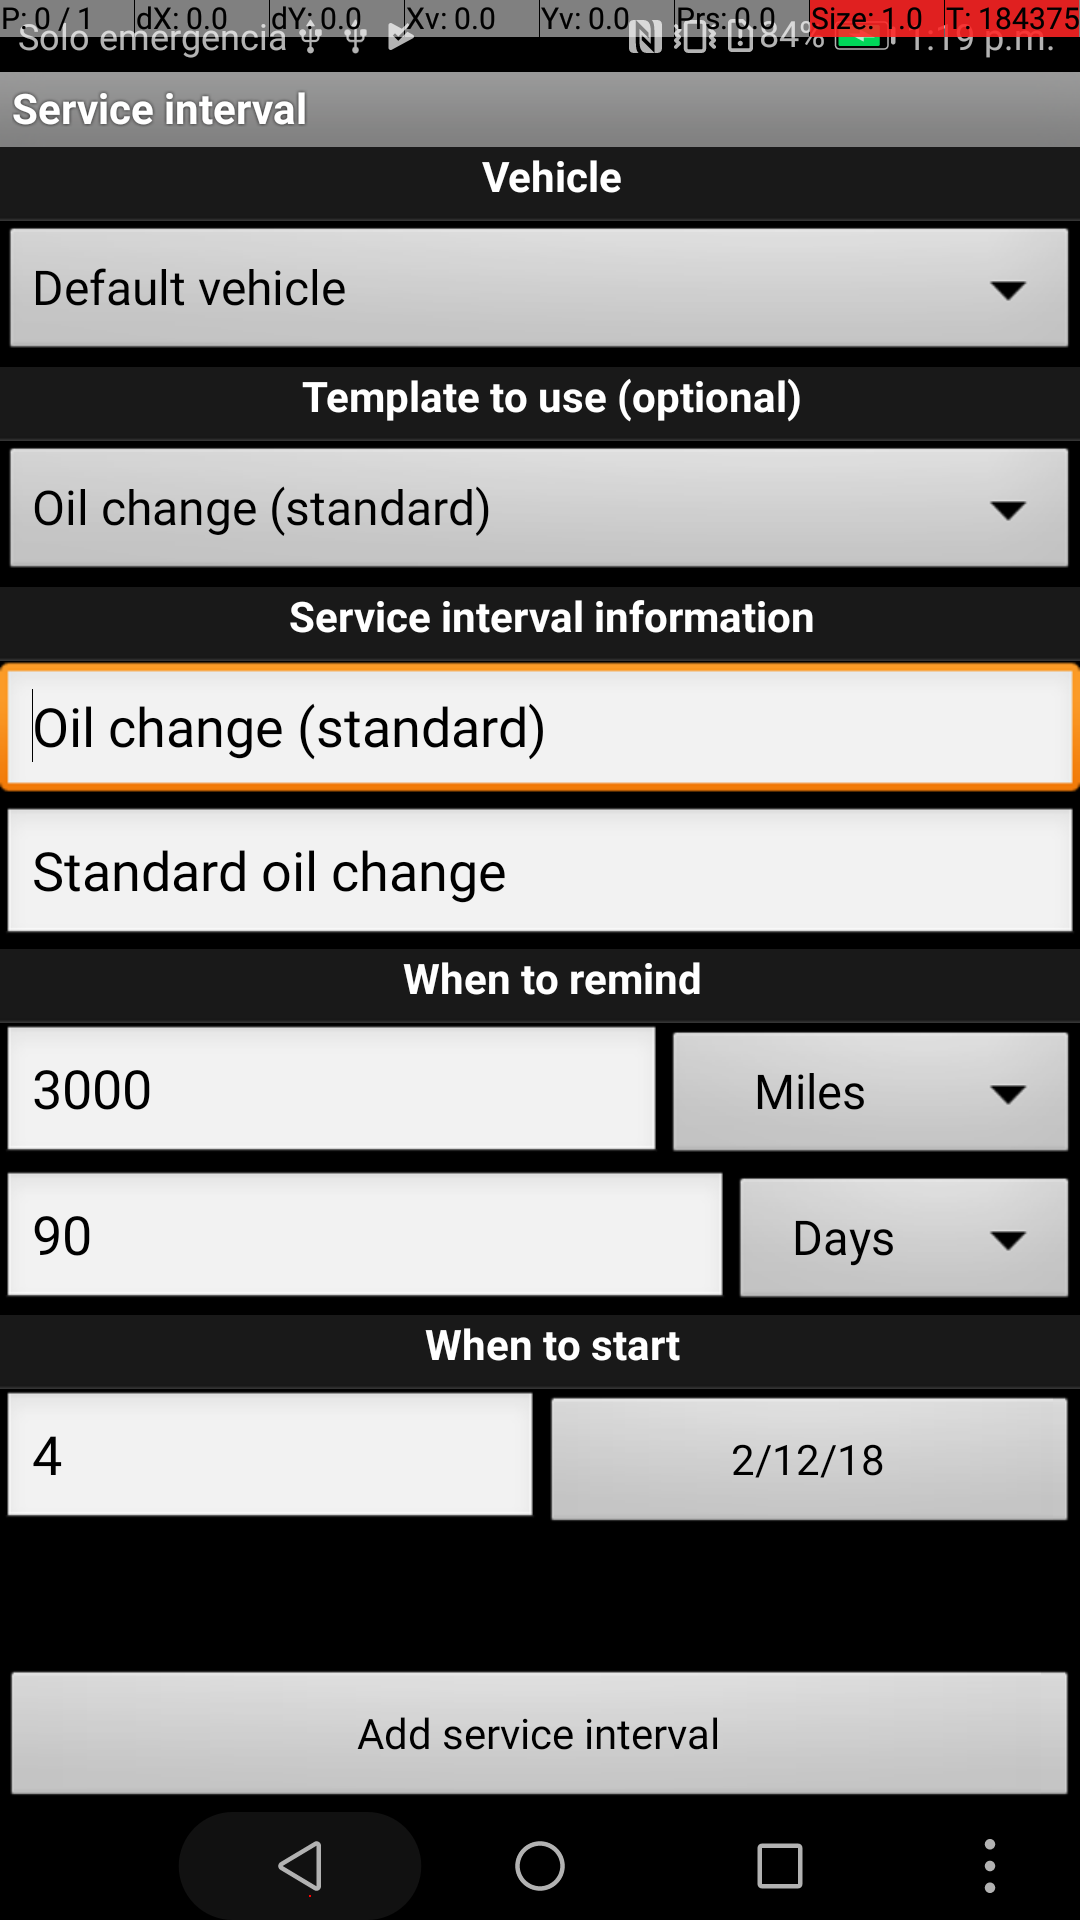 P: 0 / 1 dX: 0.0 dY: 0.0 Xv: 0.0 Yv: 0.0 Prs: 0.0 Size: 1.0 T: 184375
Solo emergencia 84% 1:19 p.m.
Service interval
Vehicle
Default vehicle
Template to use (optional)
Oil change (standard)
Service interval information
Oil change (standard)
Standard oil change
When to remind
3000 Miles
90 Days
When to start
4 2/12/18
Add service interval